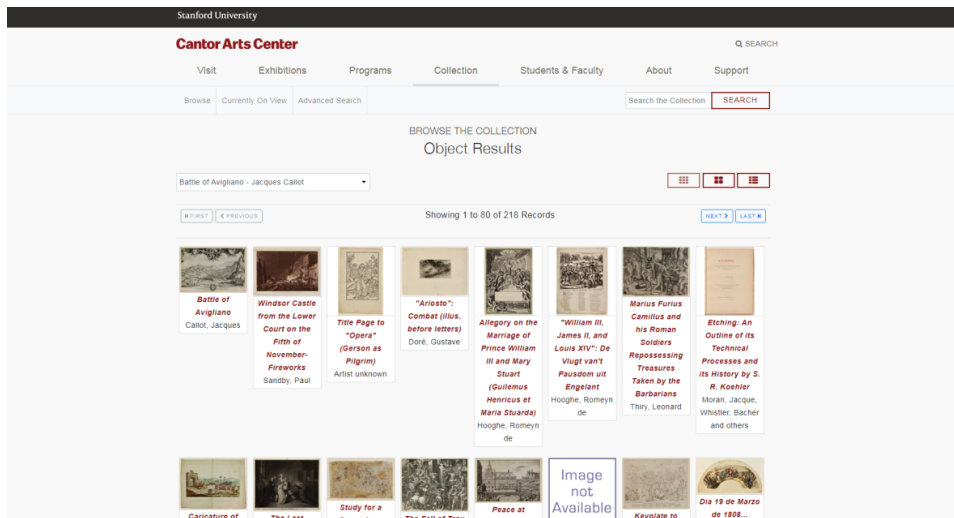 Stanford University
Cantor Arts Center
SEARCH
Visit
Exhibitions
Programs
Collection
Students & Faculty
About
Support
Browse
Currently On View
Advanced Search
Search the Collection
SEARCH
BROWSE THE COLLECTION
Object Results
Battle of Avigliano - Jacques Callot
FIRST
PREVIOUS
Showing 1 to 80 of 218 Records
NEXT
LAST
Battle of
Avigliano
Callot, Jacques
Windsor Castle
from the Lower
Court on the
Fifth of
November-
Fireworks
Sandby, Paul
Title Page to
"Opera"
(Gerson as
Pilgrim)
Artist unknown
"Ariosto":
Combat (illus.
before letters)
Doré, Gustave
Allegory on the
Marriage of
Prince William
III and Mary
Stuart
(Guilemus
Henricus et
Maria Stuarda)
Hooghe, Romeyn
de
"William III,
James II, and
Louis XIV": De
Vlugt van't
Pausdom uit
Engelant
Hooghe, Romeyn
de
Marius Furius
Camillus and
his Roman
Soldiers
Repossessing
Treasures
Taken by the
Barbarians
Thiry, Leonard
Etching: An
Outline of its
Technical
Processes and
its History by S.
R. Koehler
Moran, Jacque,
Whistler, Bacher
and others
Caricature of
The Last
Study for a
The Fall of Troy
Peace at
Image
not
Available
Keyplate to
Dia 19 de Marzo
de 1808...